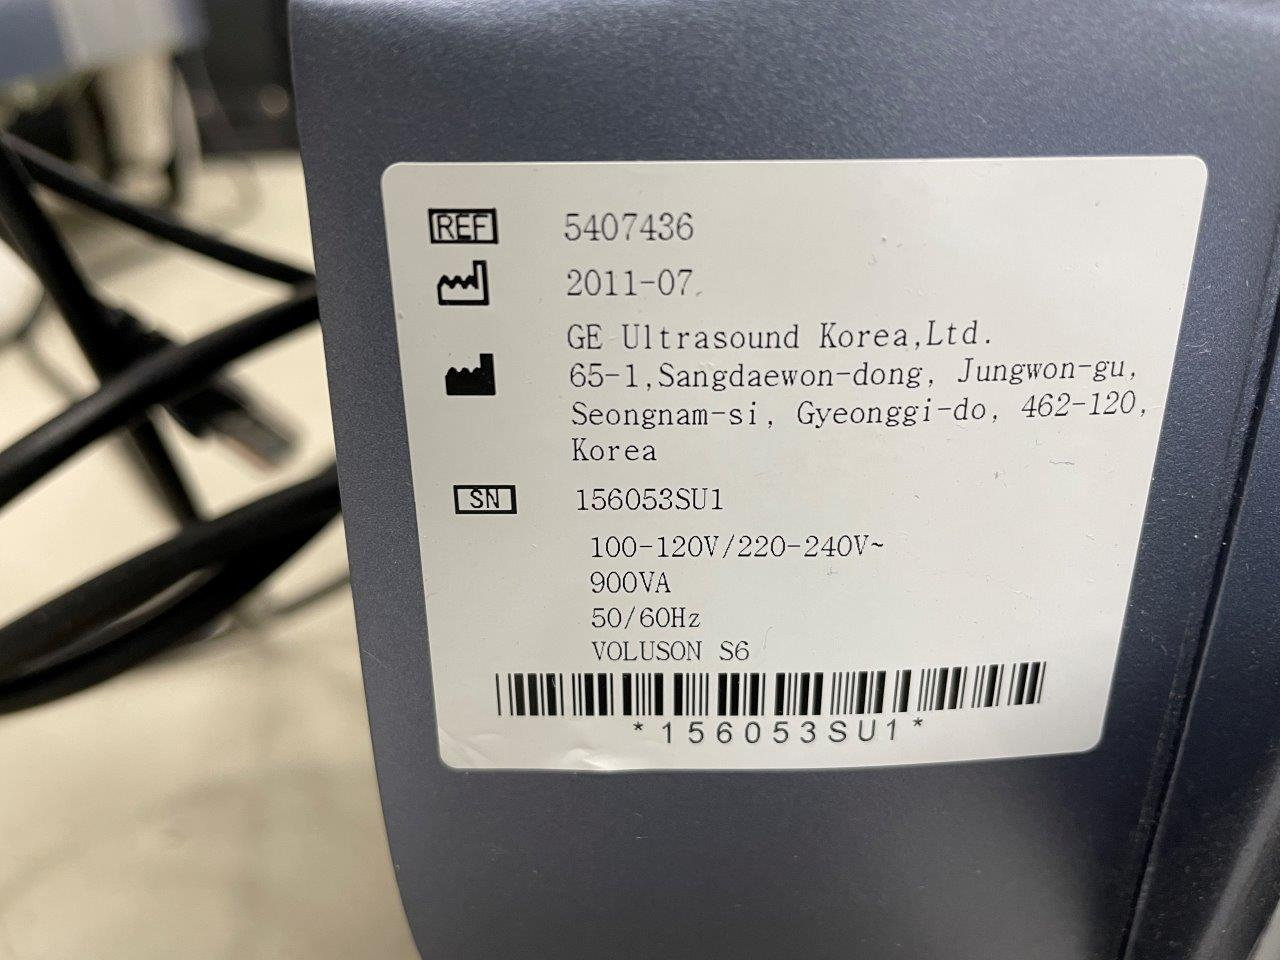 REF 5407436
2011-07
GE Ultrasound Korea,Ltd.
65-1,Sangdaewon-dong, Jungwon-gu,
Seongnam-si, Gyeonggi-do, 462-120,
Korea
SN 156053SU1
100-120V/220-240V~
900VA
50/60Hz
VOLUSON S6
*156053SU1*